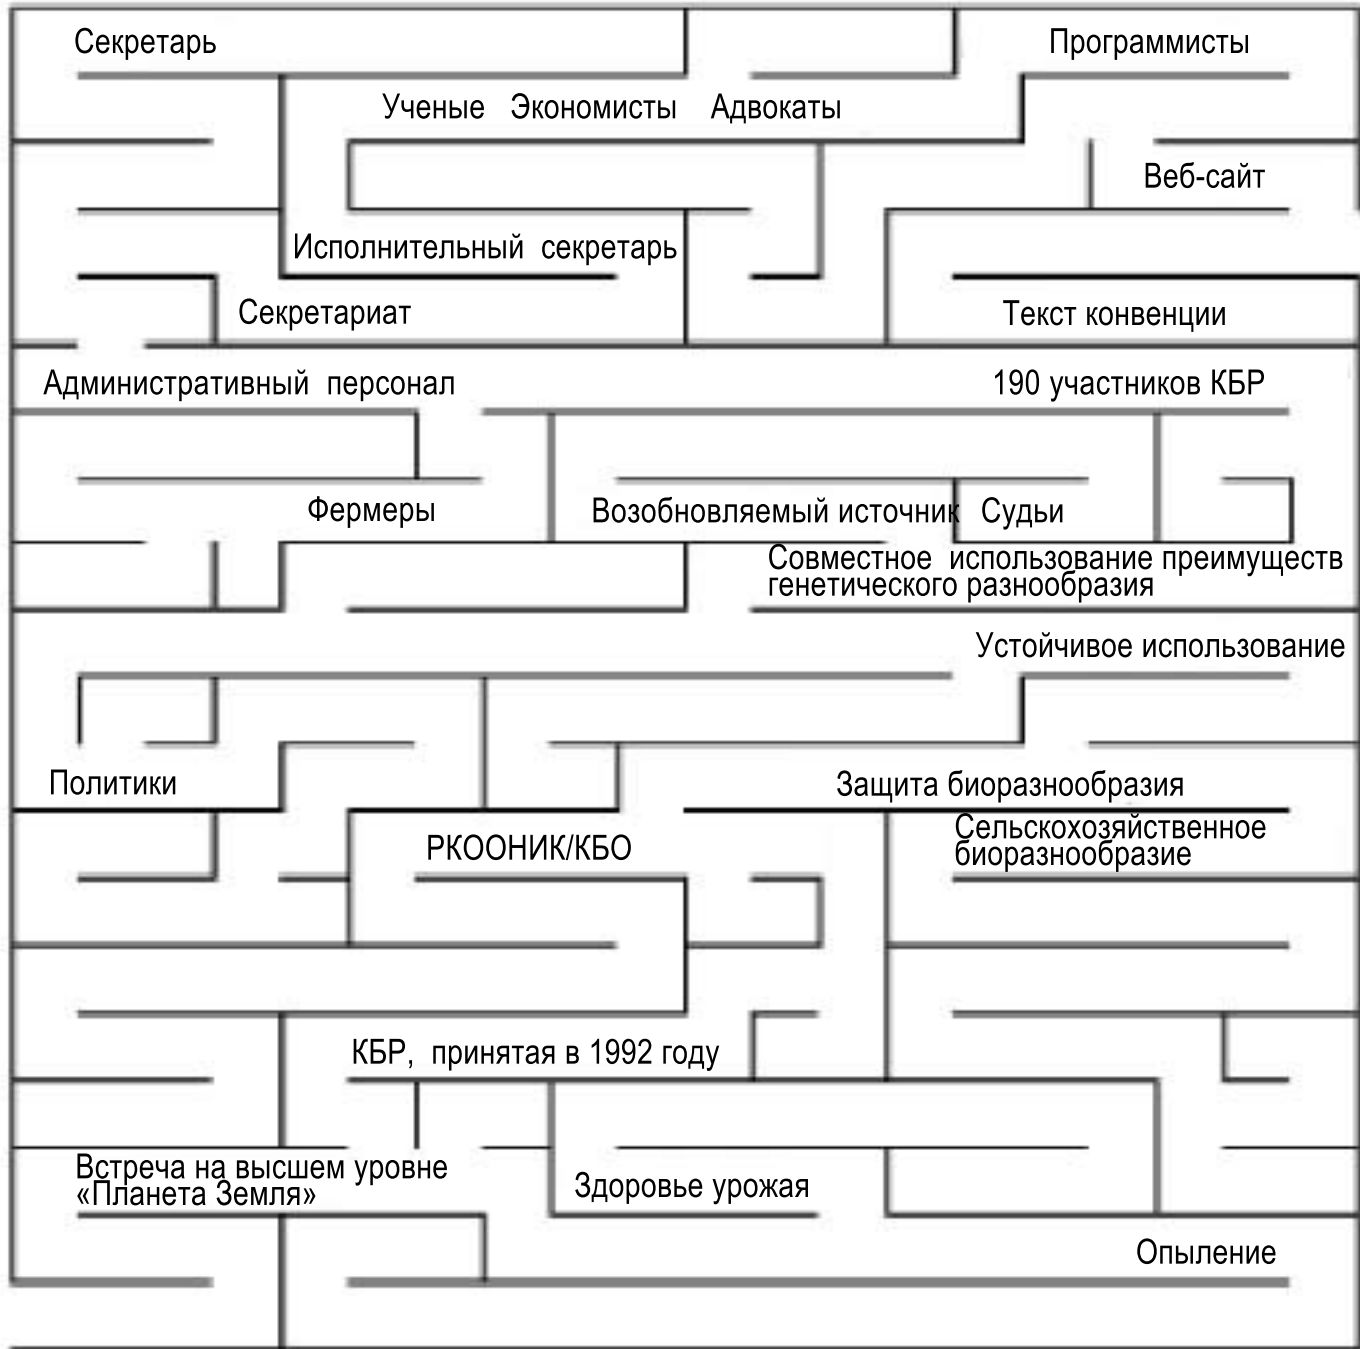 Секретарь
Программисты
Ученые Экономисты Адвокаты
Веб-сайт
Исполнительный секретарь
Секретариат
Текст конвенции
Административный персонал
190 участников КБР
Фермеры
Возобновляемый источник
Судьи
Совместное использование преимуществ
генетического разнообразия
Устойчивое использование
Политики
Защита биоразнообразия
РКООНИК/КБО
Сельскохозяйственное
биоразнообразие
КБР, принятая в 1992 году
Встреча на высшем уровне
«Планета Земля»
Здоровье урожая
Опыление